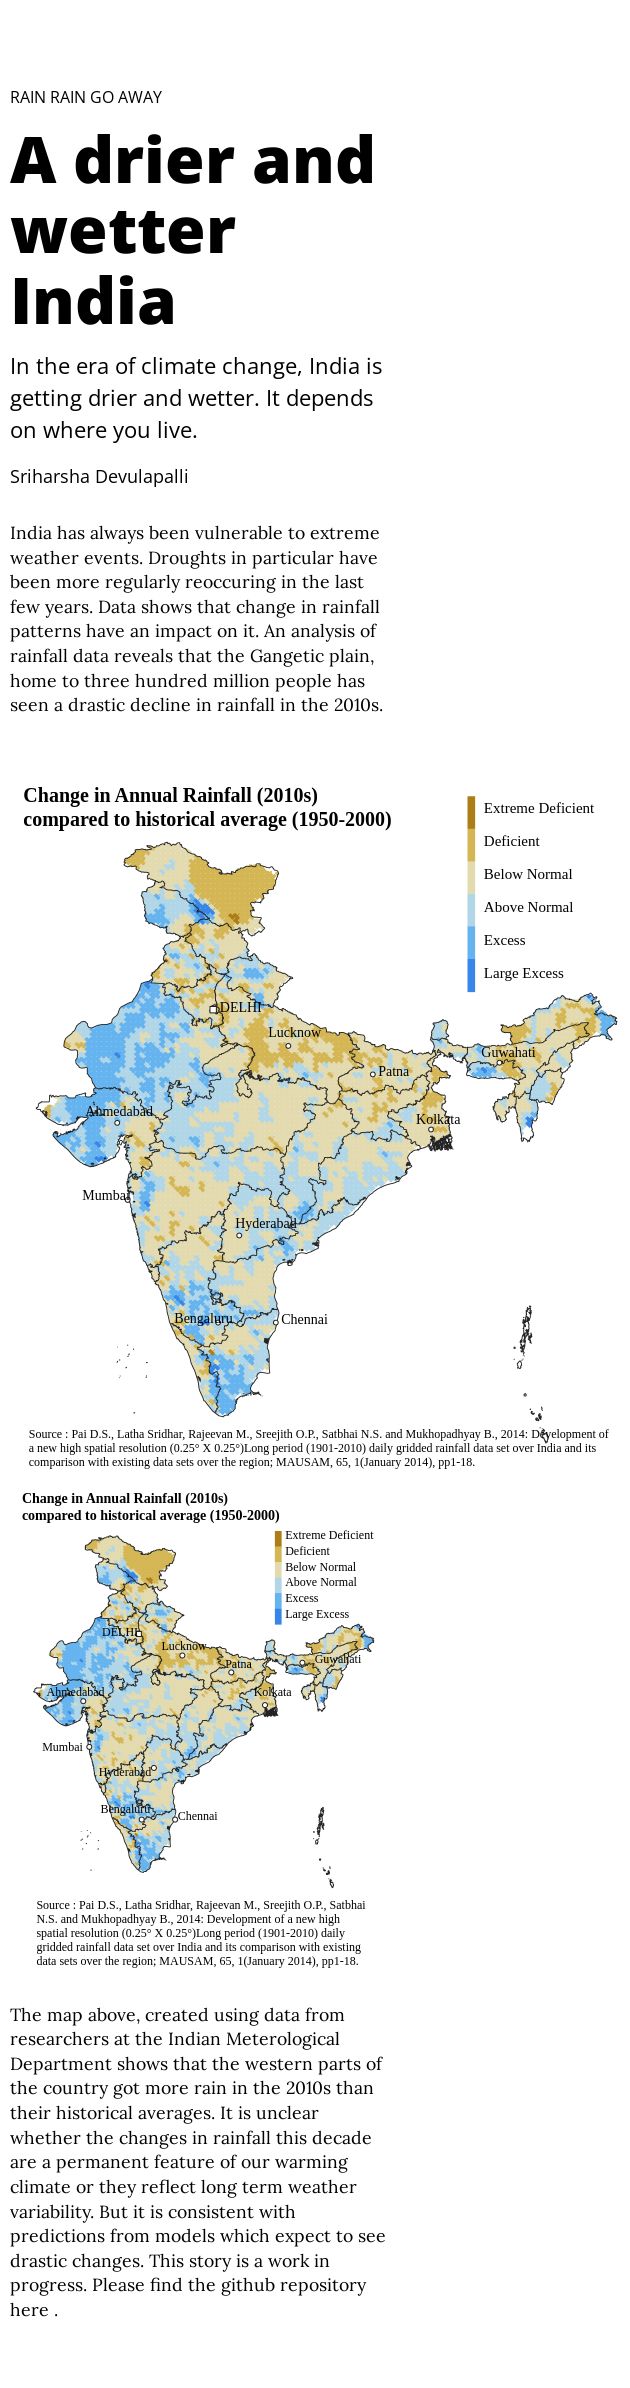 RAIN RAIN GO AWAY
A drier and
wetter
India
In the era of climate change, India is
getting drier and wetter. It depends
on where you live.
Sriharsha Devulapalli
India has always been vulnerable to extreme
weather events. Droughts in particular have
been more regularly reoccuring in the last
few years. Data shows that change in rainfall
patterns have an impact on it. An analysis of
rainfall data reveals that the Gangetic plain,
home to three hundred million people has
seen a drastic decline in rainfall in the 2010s.
Change in Annual Rainfall (2010s)
compared to historical average (1950-2000)
Extreme Deficient
Deficient
Below Normal
Above Normal
Excess
Large Excess
DELHI
Lucknow
Guwahati
Patna
Ahmedabad
Kolkata
Mumbai
Hyderabad
Bengaluru
Chennai
Source : Pai D.S., Latha Sridhar, Rajeevan M., Sreejith O.P., Satbhai N.S. and Mukhopadhyay B., 2014: Development of
a new high spatial resolution (0.25° X 0.25°)Long period (1901-2010) daily gridded rainfall data set over India and its
comparison with existing data sets over the region; MAUSAM, 65, 1(January 2014), pp1-18.
Change in Annual Rainfall (2010s)
compared to historical average (1950-2000)
Extreme Deficient
Deficient
Below Normal
Above Normal
Excess
Large Excess
DELHI
Lucknow
Guwahati
Patna
Ahmedabad
Kolkata
Mumbai
Hyderabad
Bengaluru
Chennai
Source : Pai D.S., Latha Sridhar, Rajeevan M., Sreejith O.P., Satbhai
N.S. and Mukhopadhyay B., 2014: Development of a new high
spatial resolution (0.25° X 0.25°)Long period (1901-2010) daily
gridded rainfall data set over India and its comparison with existing
data sets over the region; MAUSAM, 65, 1(January 2014), pp1-18.
The map above, created using data from
researchers at the Indian Meterological
Department shows that the western parts of
the country got more rain in the 2010s than
their historical averages. It is unclear
whether the changes in rainfall this decade
are a permanent feature of our warming
climate or they reflect long term weather
variability. But it is consistent with
predictions from models which expect to see
drastic changes. This story is a work in
progress. Please find the github repository
here .